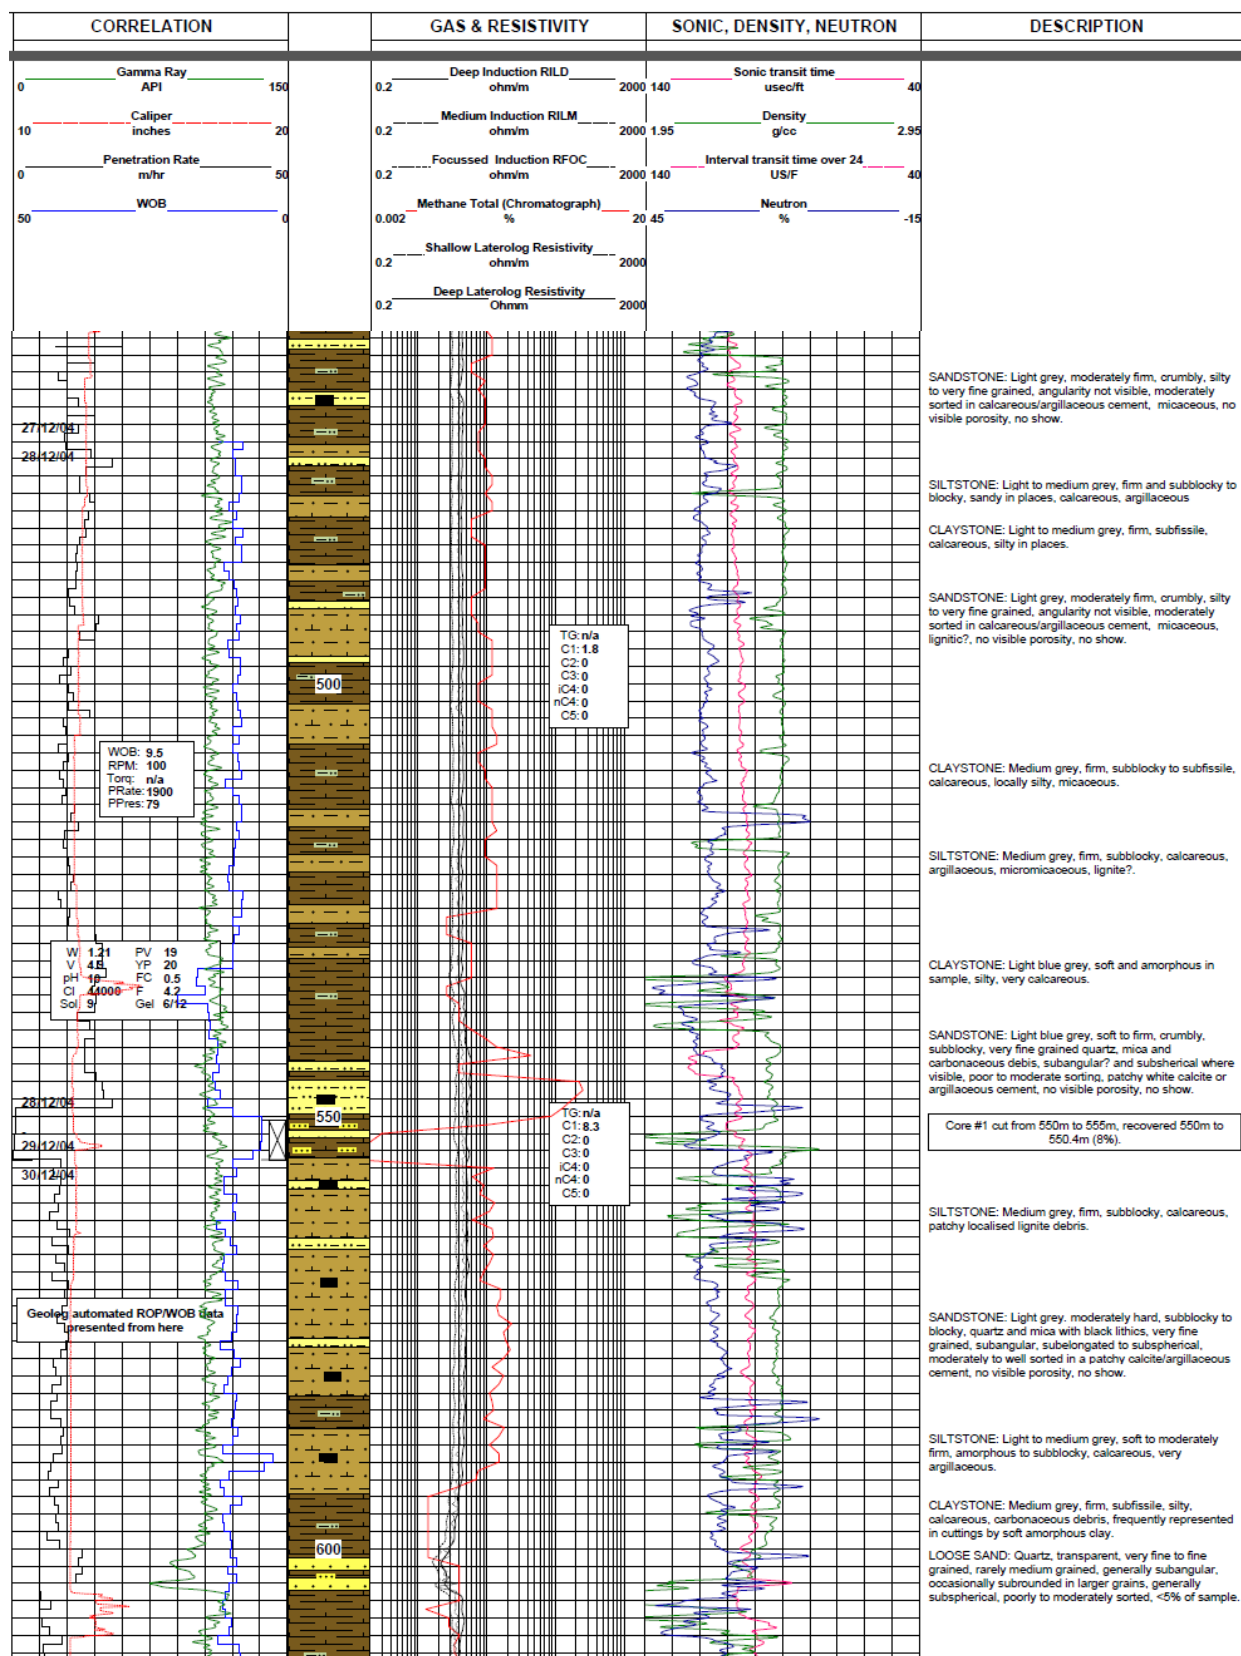 CORRELATION
GAS & RESISTIVITY
SONIC, DENSITY, NEUTRON
DESCRIPTION
Gamma Ray
0 API 150
Caliper
10 inches 20
Penetration Rate
0 m/hr 50
WOB
50 0
Deep Induction RILD
0.2 ohm/m 2000
Medium Induction RILM
0.2 ohm/m 2000
Focussed Induction RFOC
0.2 ohm/m 2000
Methane Total (Chromatograph)
0.002 % 20
Shallow Laterolog Resistivity
0.2 ohm/m 2000
Deep Laterolog Resistivity
0.2 Ohmm 2000
Sonic transit time
140 usec/ft 40
Density
1.95 g/cc 2.95
Interval transit time over 24
140 US/F 40
Neutron
45 % -15
27/12/04
28/12/04
WOB: 9.5
RPM: 100
Torq: n/a
PRate: 1900
PPres: 79
W 1.21 PV 19
V YP 20
pH FC 0.5
Cl 44000 F 4.2
Sol 9 Gel 6/12
28/12/04
29/12/04
30/12/04
Geolog automated ROP/WOB data
presented from here
500
550
600
TG: n/a
C1: 1.8
C2: 0
C3: 0
iC4: 0
nC4: 0
C5: 0
TG: n/a
C1: 8.3
C2: 0
C3: 0
iC4: 0
nC4: 0
C5: 0
SANDSTONE: Light grey, moderately firm, crumbly, silty
to very fine grained, angularity not visible, moderately
sorted in calcareous/argillaceous cement, micaceous, no
visible porosity, no show.
SILTSTONE: Light to medium grey, firm and subblocky to
blocky, sandy in places, calcareous, argillaceous
CLAYSTONE: Light to medium grey, firm, subfissile,
calcareous, silty in places.
SANDSTONE: Light grey, moderately firm, crumbly, silty
to very fine grained, angularity not visible, moderately
sorted in calcareous/argillaceous cement, micaceous,
lignitic?, no visible porosity, no show.
CLAYSTONE: Medium grey, firm, subblocky to subfissile,
calcareous, locally silty, micaceous.
SILTSTONE: Medium grey, firm, subblocky, calcareous,
argillaceous, micromicaceous, lignite?.
CLAYSTONE: Light blue grey, soft and amorphous in
sample, silty, very calcareous.
SANDSTONE: Light blue grey, soft to firm, crumbly,
subblocky, very fine grained quartz, mica and
carbonaceous debris, subangular? and subsherical where
visible, poor to moderate sorting, patchy white calcite or
argillaceous cement, no visible porosity, no show.
Core #1 cut from 550m to 555m, recovered 550m to
550.4m (8%).
SILTSTONE: Medium grey, firm, subblocky, calcareous,
patchy localised lignite debris.
SANDSTONE: Light grey. moderately hard, subblocky to
blocky, quartz and mica with black lithics, very fine
grained, subangular, subelongated to subspherical,
moderately to well sorted in a patchy calcite/argillaceous
cement, no visible porosity, no show.
SILTSTONE: Light to medium grey, soft to moderately
firm, amorphous to subblocky, calcareous, very
argillaceous.
CLAYSTONE: Medium grey, firm, subfissile, silty,
calcareous, carbonaceous debris, frequently represented
in cuttings by soft amorphous clay.
LOOSE SAND: Quartz, transparent, very fine to fine
grained, rarely medium grained, generally subangular,
occasionally subrounded in larger grains, generally
subspherical, poorly to moderately sorted, <5% of sample.